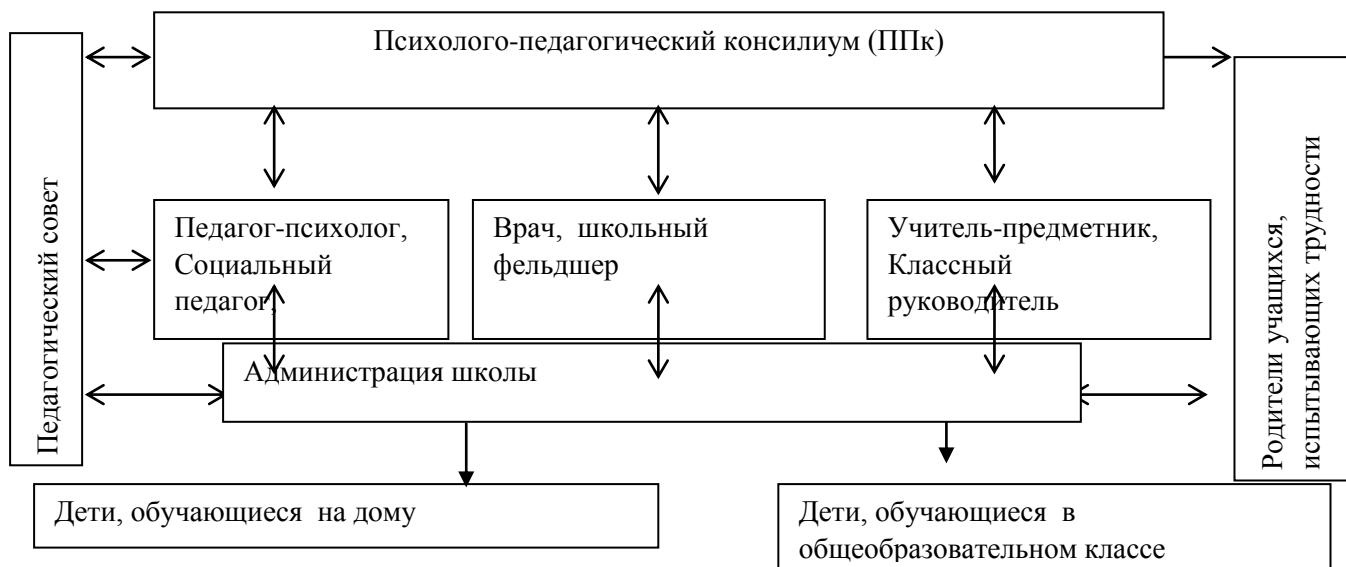 Психолого-педагогический консилиум (ППк)
Педагогический совет
Педагог-психолог,
Социальный
педагог,
Врач, школьный
фельдшер
Учитель-предметник,
Классный
руководитель
Родители учащихся,
испытывающих трудности
Администрация школы
Дети, обучающиеся на дому
Дети, обучающиеся в
общеобразовательном классе